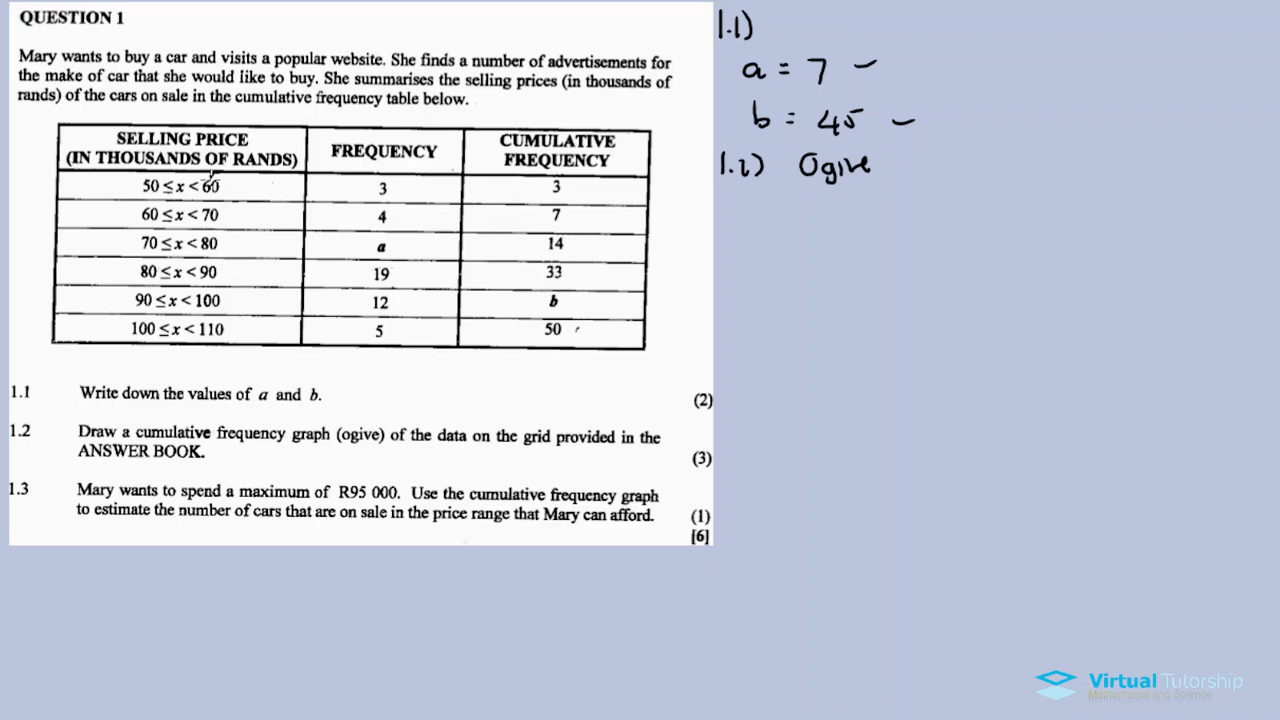 QUESTION 1
Mary wants to buy a car and visits a popular website. She finds a number of advertisements for
the make of car that she would like to buy. She summarises the selling prices (in thousands of
rands) of the cars on sale in the cumulative frequency table below.
SELLING PRICE
(IN THOUSANDS OF RANDS)
FREQUENCY
CUMULATIVE
FREQUENCY
50 ≤ x < 60 3 3
60 ≤ x < 70 4 7
70 ≤ x < 80 a 14
80 ≤ x < 90 19 33
90 ≤ x < 100 12 b
100 ≤ x < 110 5 50
1.1 Write down the values of a and b. (2)
1.2 Draw a cumulative frequency graph (ogive) of the data on the grid provided in the
ANSWER BOOK. (3)
1.3 Mary wants to spend a maximum of R95 000. Use the cumulative frequency graph
to estimate the number of cars that are on sale in the price range that Mary can afford. (1)
[6]
1.1)
a = 7
b = 45
1.2) Ogive
Virtual Tutorship
Mathematics and Science